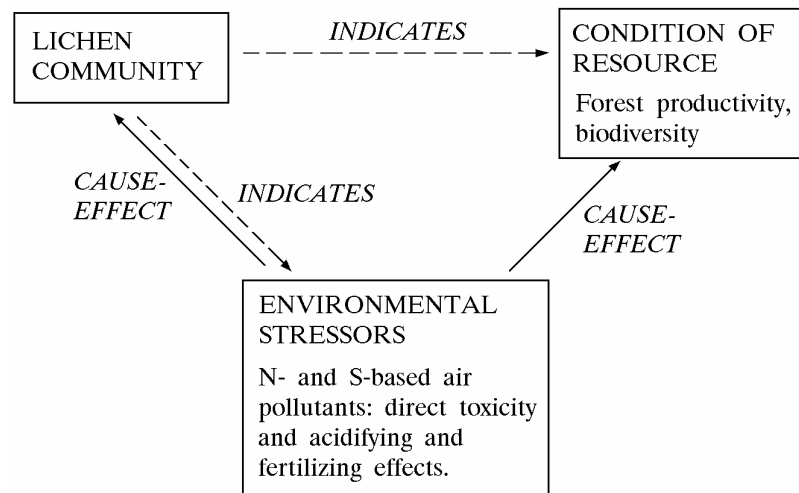 LICHEN
COMMUNITY
INDICATES
CONDITION OF
RESOURCE
Forest productivity,
biodiversity
CAUSE-
EFFECT
INDICATES
CAUSE-
EFFECT
ENVIRONMENTAL
STRESSORS
N- and S-based air
pollutants: direct toxicity
and acidifying and
fertilizing effects.